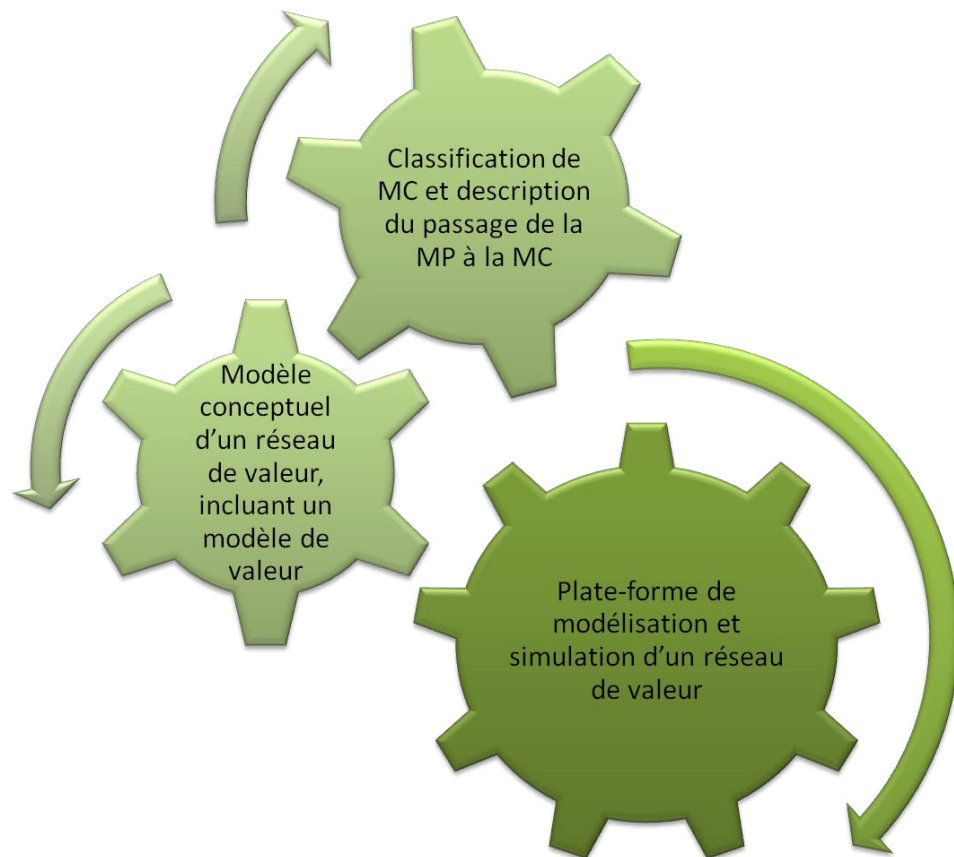 Classification de
MC et description
du passage de la
MP à la MC
Modèle
conceptuel
d’un réseau
de valeur,
incluant un
modèle de
valeur
Plate-forme de
modélisation et
simulation d’un réseau
de valeur